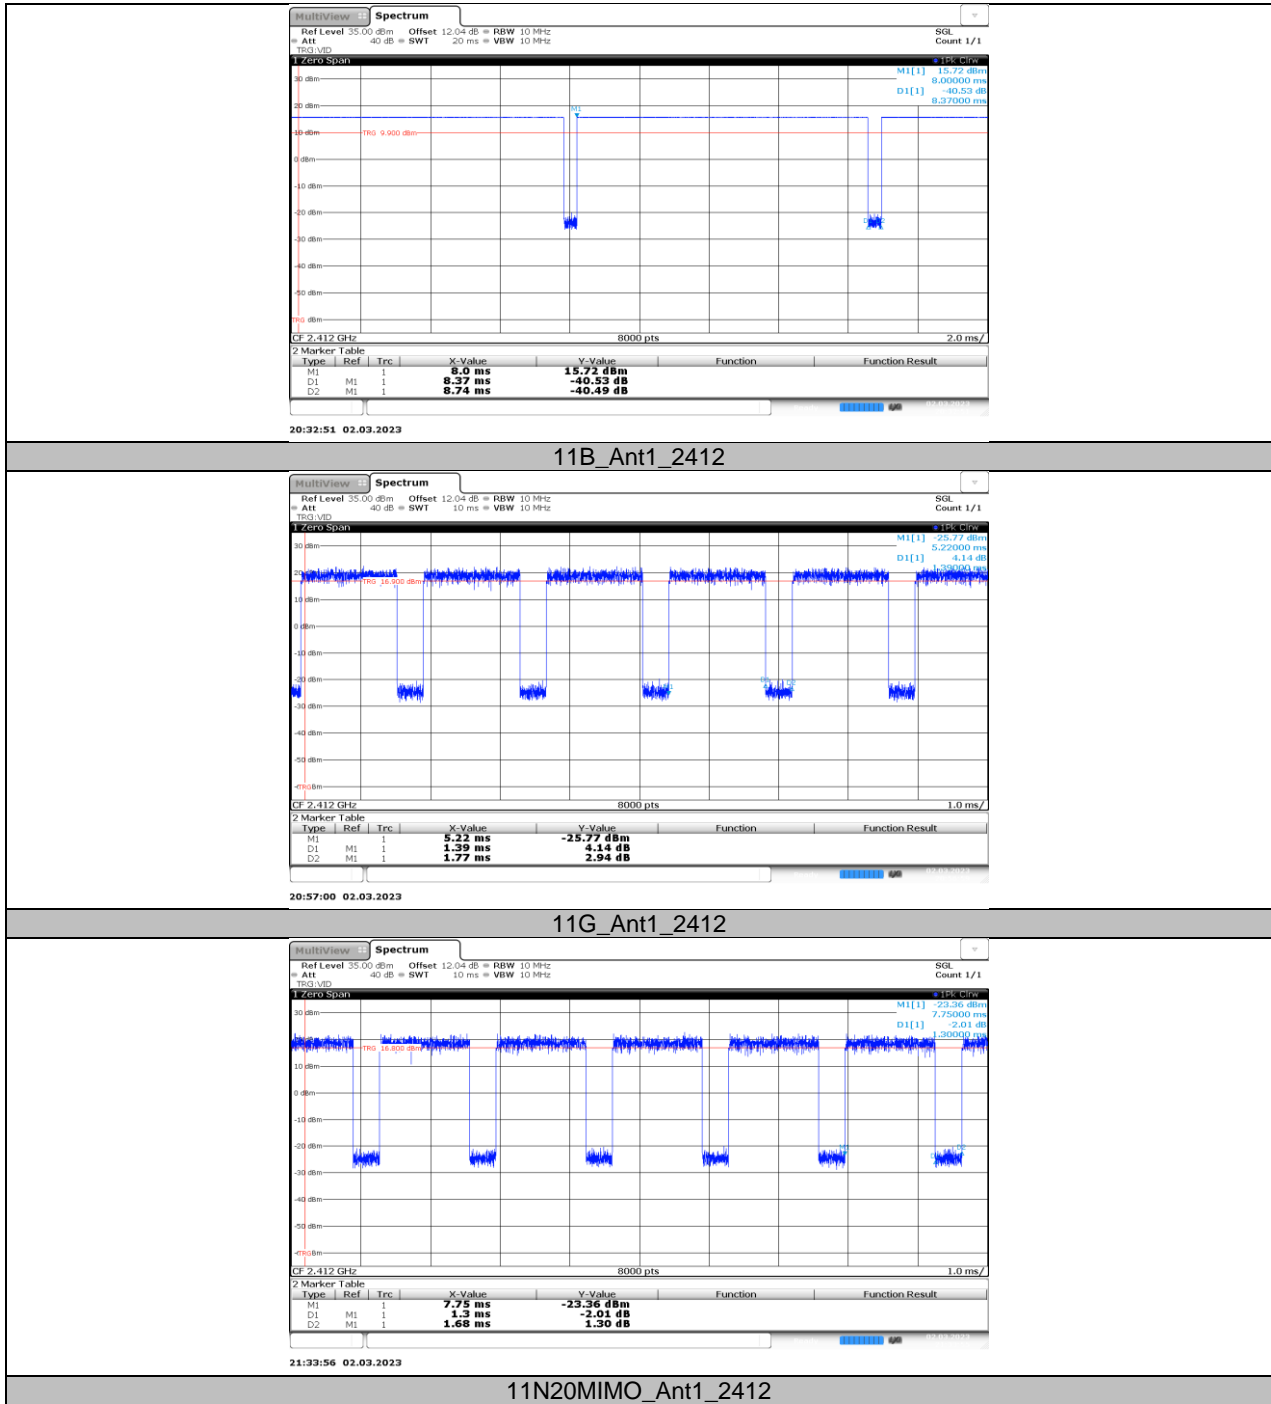 MultiView Spectrum
Ref Level 35.00 dBm Offset 12.04 dB RBW 10 MHz SGL
Att 40 dB SWT 20 ms VBW 10 MHz Count 1/1
TRG:VID
1 Zero Span 1Pk Clrw
M1[1] 15.72 dBm
8.00000 ms
D1[1] -40.53 dB
8.37000 ms
30 dBm
20 dBm
M1
10 dBm
TRG 9.900 dBm
0 dBm
-10 dBm
-20 dBm
-30 dBm
-40 dBm
-50 dBm
TRG dBm
CF 2.412 GHz 8000 pts 2.0 ms/
2 Marker Table
Type Ref Trc X-Value Y-Value Function Function Result
M1 1 8.0 ms 15.72 dBm
D1 M1 1 8.37 ms -40.53 dB
D2 M1 1 8.74 ms -40.49 dB
20:32:51 02.03.2023
11B_Ant1_2412
MultiView Spectrum
Ref Level 35.00 dBm Offset 12.04 dB RBW 10 MHz SGL
Att 40 dB SWT 10 ms VBW 10 MHz Count 1/1
TRG:VID
1 Zero Span 1Pk Clrw
M1[1] -25.77 dBm
5.22000 ms
D1[1] 4.14 dB
1.39000 ms
30 dBm
20
TRG 16.900 dBm
10 dBm
0 dBm
-10 dBm
-20 dBm
-30 dBm
-40 dBm
-50 dBm
TRG
CF 2.412 GHz 8000 pts 1.0 ms/
2 Marker Table
Type Ref Trc X-Value Y-Value Function Function Result
M1 1 5.22 ms -25.77 dBm
D1 M1 1 1.39 ms 4.14 dB
D2 M1 1 1.77 ms 2.94 dB
20:57:00 02.03.2023
11G_Ant1_2412
MultiView Spectrum
Ref Level 35.00 dBm Offset 12.04 dB RBW 10 MHz SGL
Att 40 dB SWT 10 ms VBW 10 MHz Count 1/1
TRG:VID
1 Zero Span 1Pk Clrw
M1[1] -23.36 dBm
7.75000 ms
D1[1] -2.01 dB
1.30000 ms
30 dBm
TRG 16.800 dBm
10 dBm
0 dBm
-10 dBm
-20 dBm
M1
D2
-30 dBm
-40 dBm
-50 dBm
TRG
CF 2.412 GHz 8000 pts 1.0 ms/
2 Marker Table
Type Ref Trc X-Value Y-Value Function Function Result
M1 1 7.75 ms -23.36 dBm
D1 M1 1 1.3 ms -2.01 dB
D2 M1 1 1.68 ms 1.30 dB
21:33:56 02.03.2023
11N20MIMO_Ant1_2412